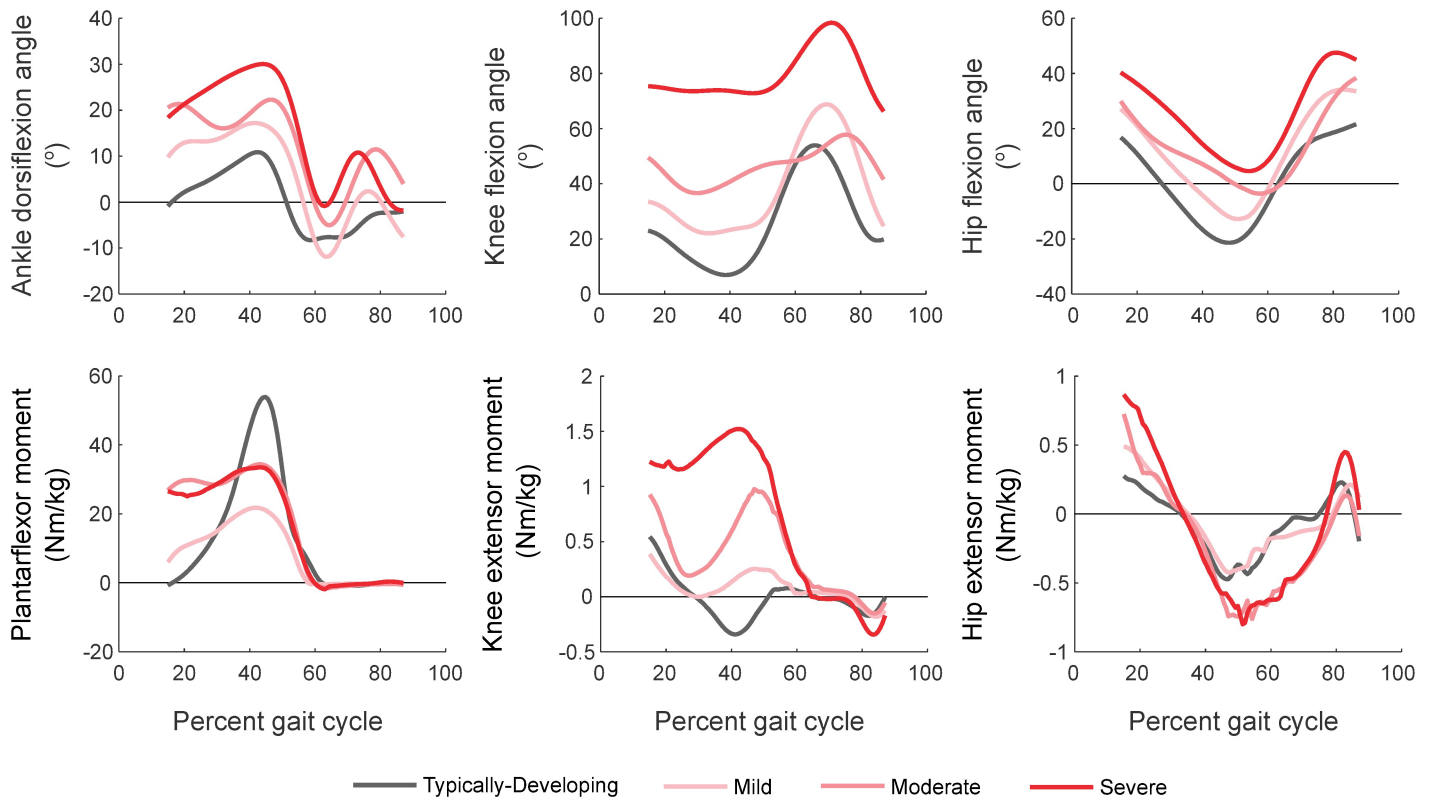 Ankle dorsiflexion angle
(°)
40
30
20
10
0
-10
-20
0 20 40 60 80 100
Knee flexion angle
(°)
100
80
60
40
20
0
0 20 40 60 80 100
Hip flexion angle
(°)
60
40
20
0
-20
-40
0 20 40 60 80 100
Plantarflexor moment
(Nm/kg)
60
40
20
0
-20
0 20 40 60 80 100
Percent gait cycle
Knee extensor moment
(Nm/kg)
2
1.5
1
0.5
0
-0.5
0 20 40 60 80 100
Percent gait cycle
Hip extensor moment
(Nm/kg)
1
0.5
0
-0.5
-1
0 20 40 60 80 100
Percent gait cycle
Typically-Developing Mild Moderate Severe